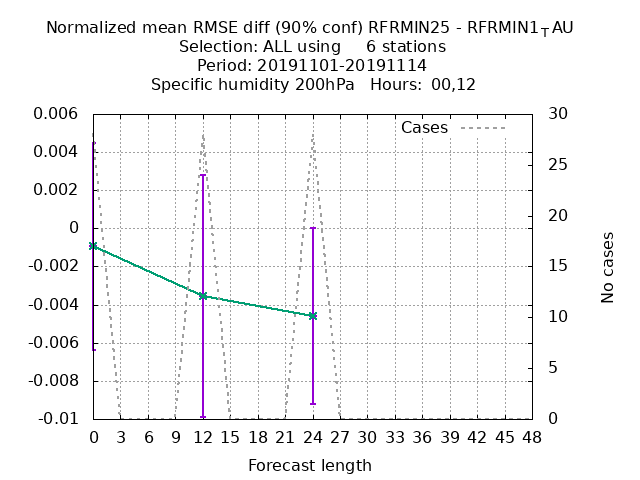 Normalized mean RMSE diff (90% conf) RFRMIN25 - RFRMIN1TAU
Selection: ALL using     6 stations
Period: 20191101-20191114
Specific humidity 200hPa   Hours: 00,12
Cases
0.006
0.004
0.002
0
-0.002
-0.004
-0.006
-0.008
-0.01
30
25
20
15
10
5
0
No cases
0 3 6 9 12 15 18 21 24 27 30 33 36 39 42 45 48
Forecast length